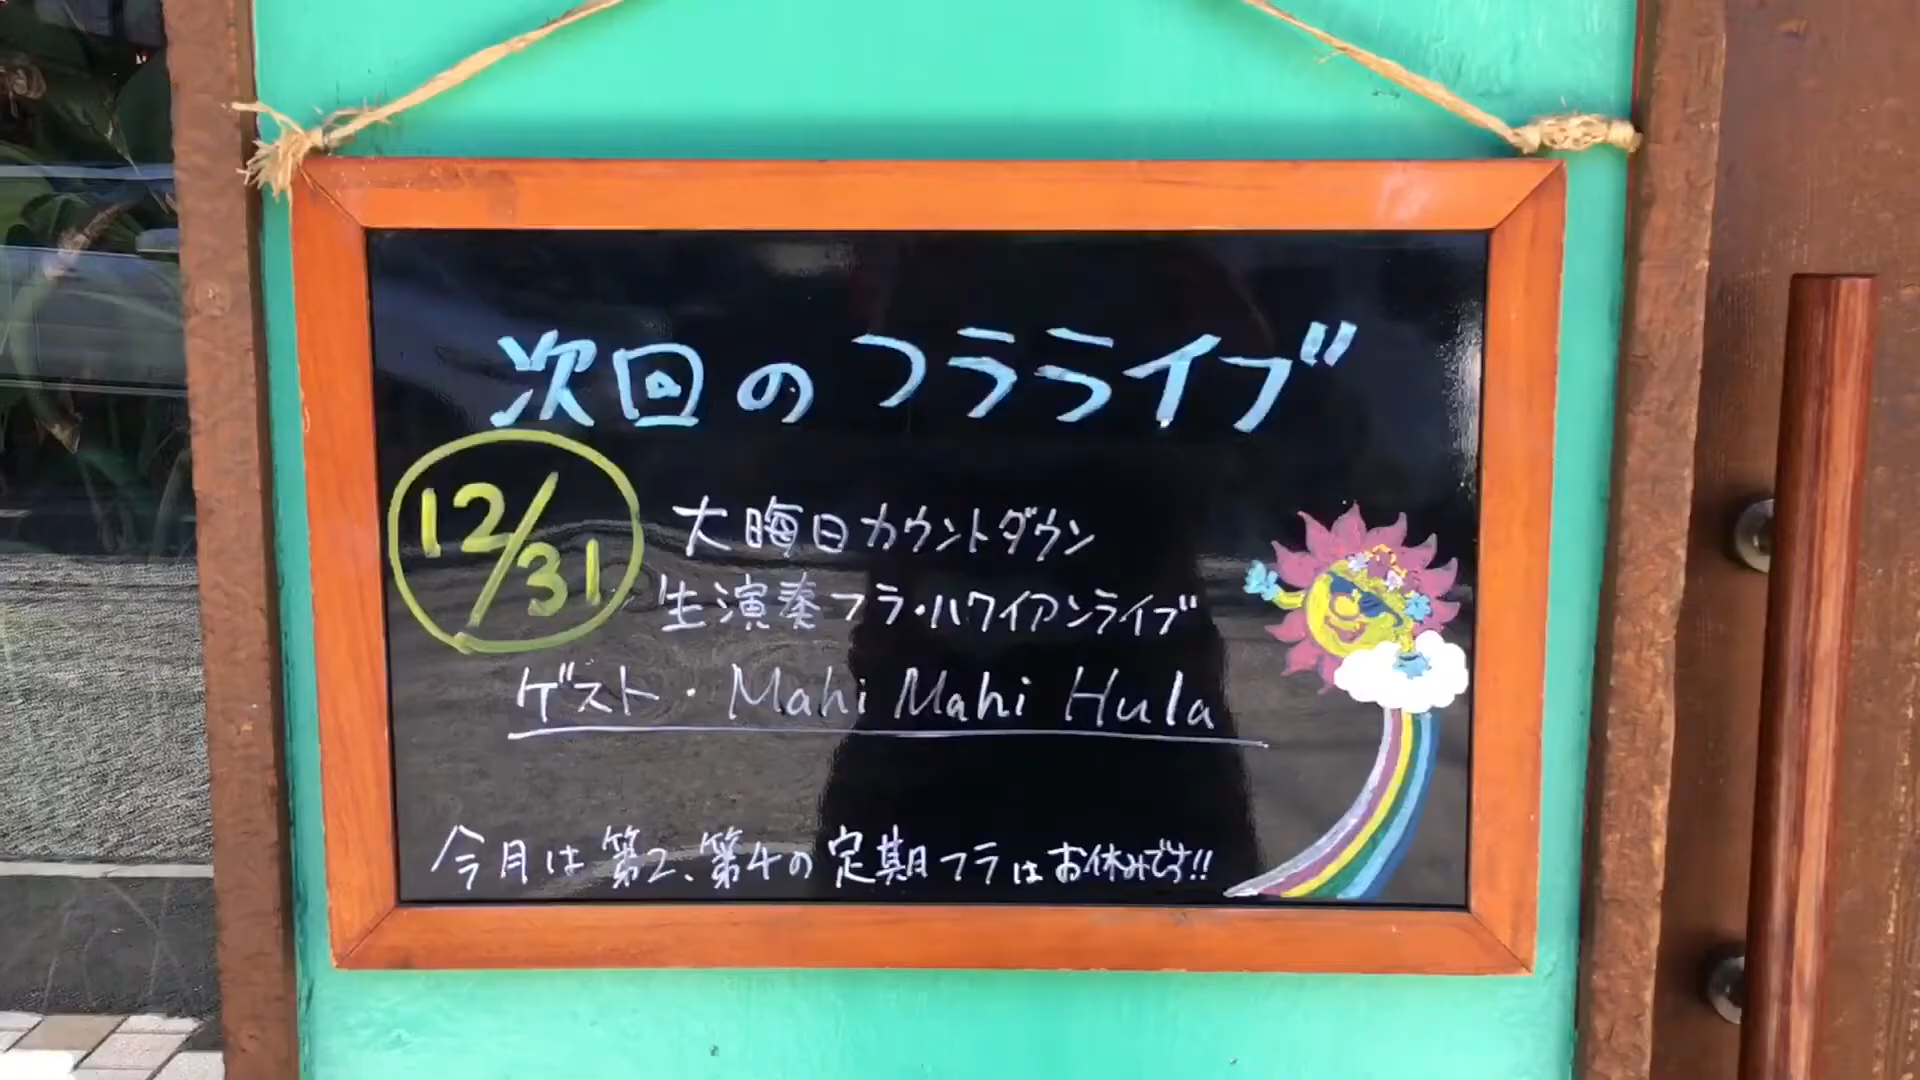 次回のフラライブ
12/31
大晦日カウントダウン
生演奏フラ・ハワイアンライブ
ゲスト・Mahi Mahi Hula
今月は第2、第4の定期フラはお休みです!!